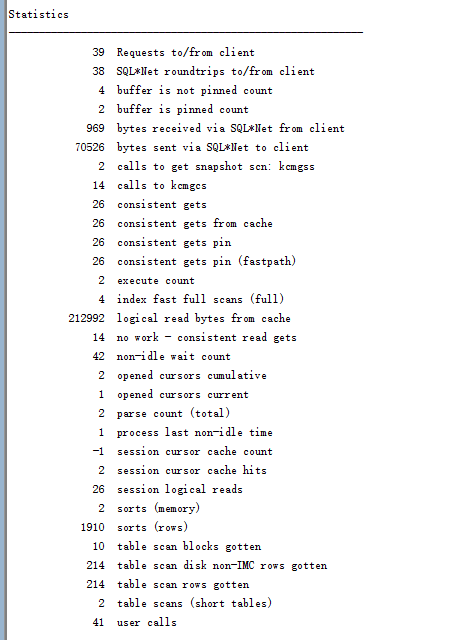 Statistics
39 Requests to/from client
38 SQL*Net roundtrips to/from client
4 buffer is not pinned count
2 buffer is pinned count
969 bytes received via SQL*Net from client
70526 bytes sent via SQL*Net to client
2 calls to get snapshot scn: kcmgss
14 calls to kcmgcs
26 consistent gets
26 consistent gets from cache
26 consistent gets pin
26 consistent gets pin (fastpath)
2 execute count
4 index fast full scans (full)
212992 logical read bytes from cache
14 no work - consistent read gets
42 non-idle wait count
2 opened cursors cumulative
1 opened cursors current
2 parse count (total)
1 process last non-idle time
-1 session cursor cache count
2 session cursor cache hits
26 session logical reads
2 sorts (memory)
1910 sorts (rows)
10 table scan blocks gotten
214 table scan disk non-IMC rows gotten
214 table scan rows gotten
2 table scans (short tables)
41 user calls